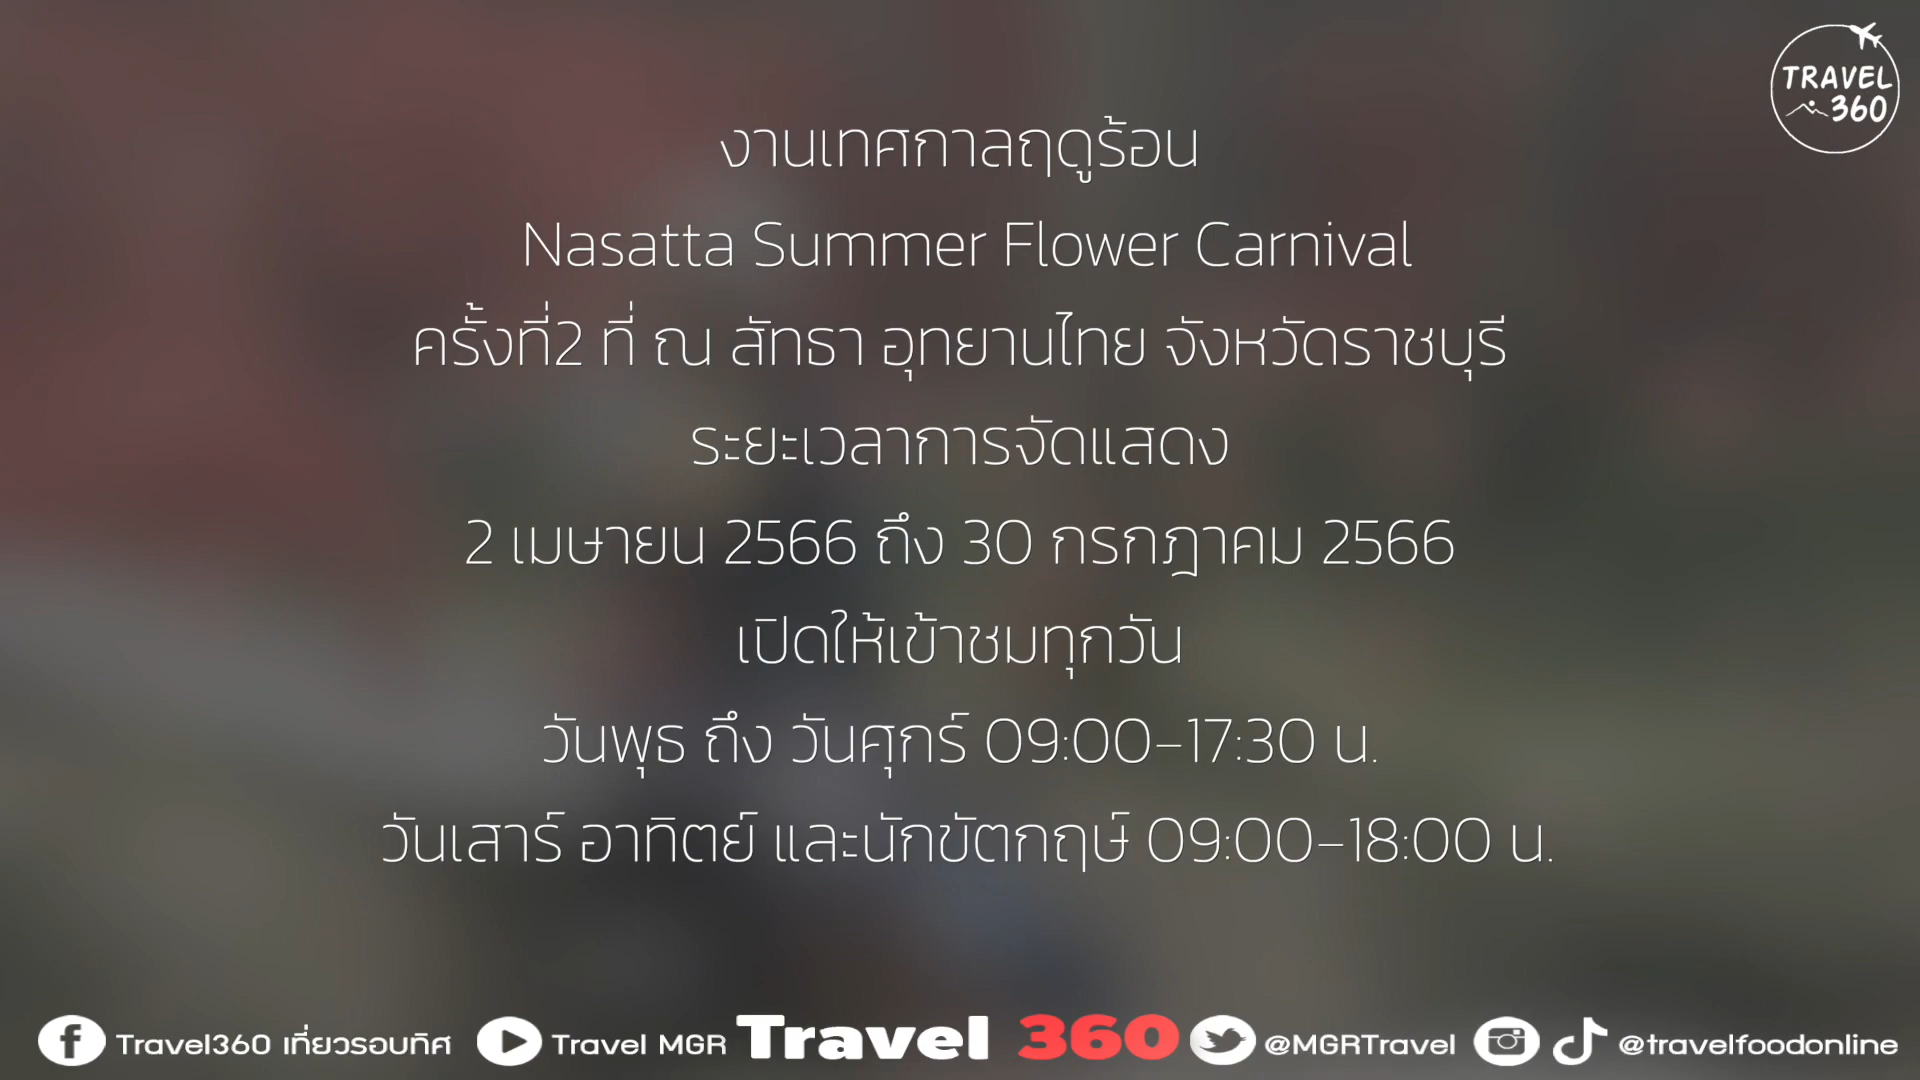 TRAVEL
360
งานเทศกาลฤดูร้อน
Nasatta Summer Flower Carnival
ครั้งที่2 ที่ ณ สัทธา อุทยานไทย จังหวัดราชบุรี
ระยะเวลาการจัดแสดง
2 เมษายน 2566 ถึง 30 กรกฎาคม 2566
เปิดให้เข้าชมทุกวัน
วันพุธ ถึง วันศุกร์ 09:00-17:30 น.
วันเสาร์ อาทิตย์ และนักขัตกฤษ์ 09:00-18:00 น.
Travel360 เที่ยวรอบทิศ Travel MGR Travel 360 @MGRTravel @travelfoodonline